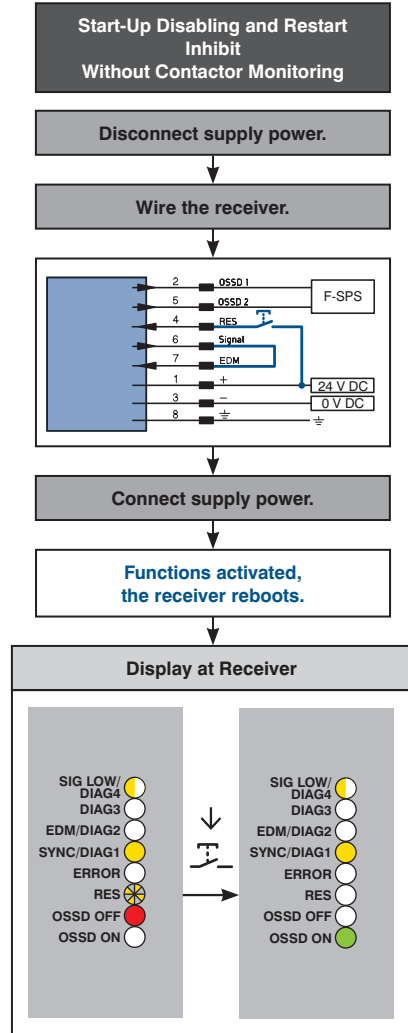 Start-Up Disabling and Restart
Inhibit
Without Contactor Monitoring
Disconnect supply power.
Wire the receiver.
2 OSSD 1
F-SPS
5 OSSD 2
4 RES
6 Signal
7 EDM
1 +
24 V DC
3 –
0 V DC
8
Connect supply power.
Functions activated,
the receiver reboots.
Display at Receiver
SIG LOW/
DIAG4
DIAG3
EDM/DIAG2
SYNC/DIAG1
ERROR
RES
OSSD OFF
OSSD ON
SIG LOW/
DIAG4
DIAG3
EDM/DIAG2
SYNC/DIAG1
ERROR
RES
OSSD OFF
OSSD ON